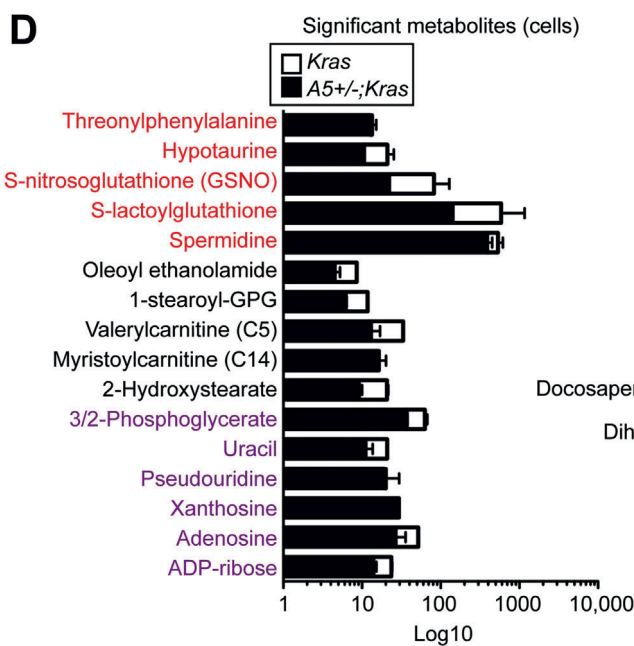 D
Significant metabolites (cells)
Kras
A5+/-;Kras
Threonylphenylalanine
Hypotaurine
S-nitrosoglutathione (GSNO)
S-lactoylglutathione
Spermidine
Oleoyl ethanolamide
1-stearoyl-GPG
Valerylcarnitine (C5)
Myristoylcarnitine (C14)
2-Hydroxystearate
Docosaper
3/2-Phosphoglycerate
Dih
Uracil
Pseudouridine
Xanthosine
Adenosine
ADP-ribose
1 10 100 1000 10,000
Log10